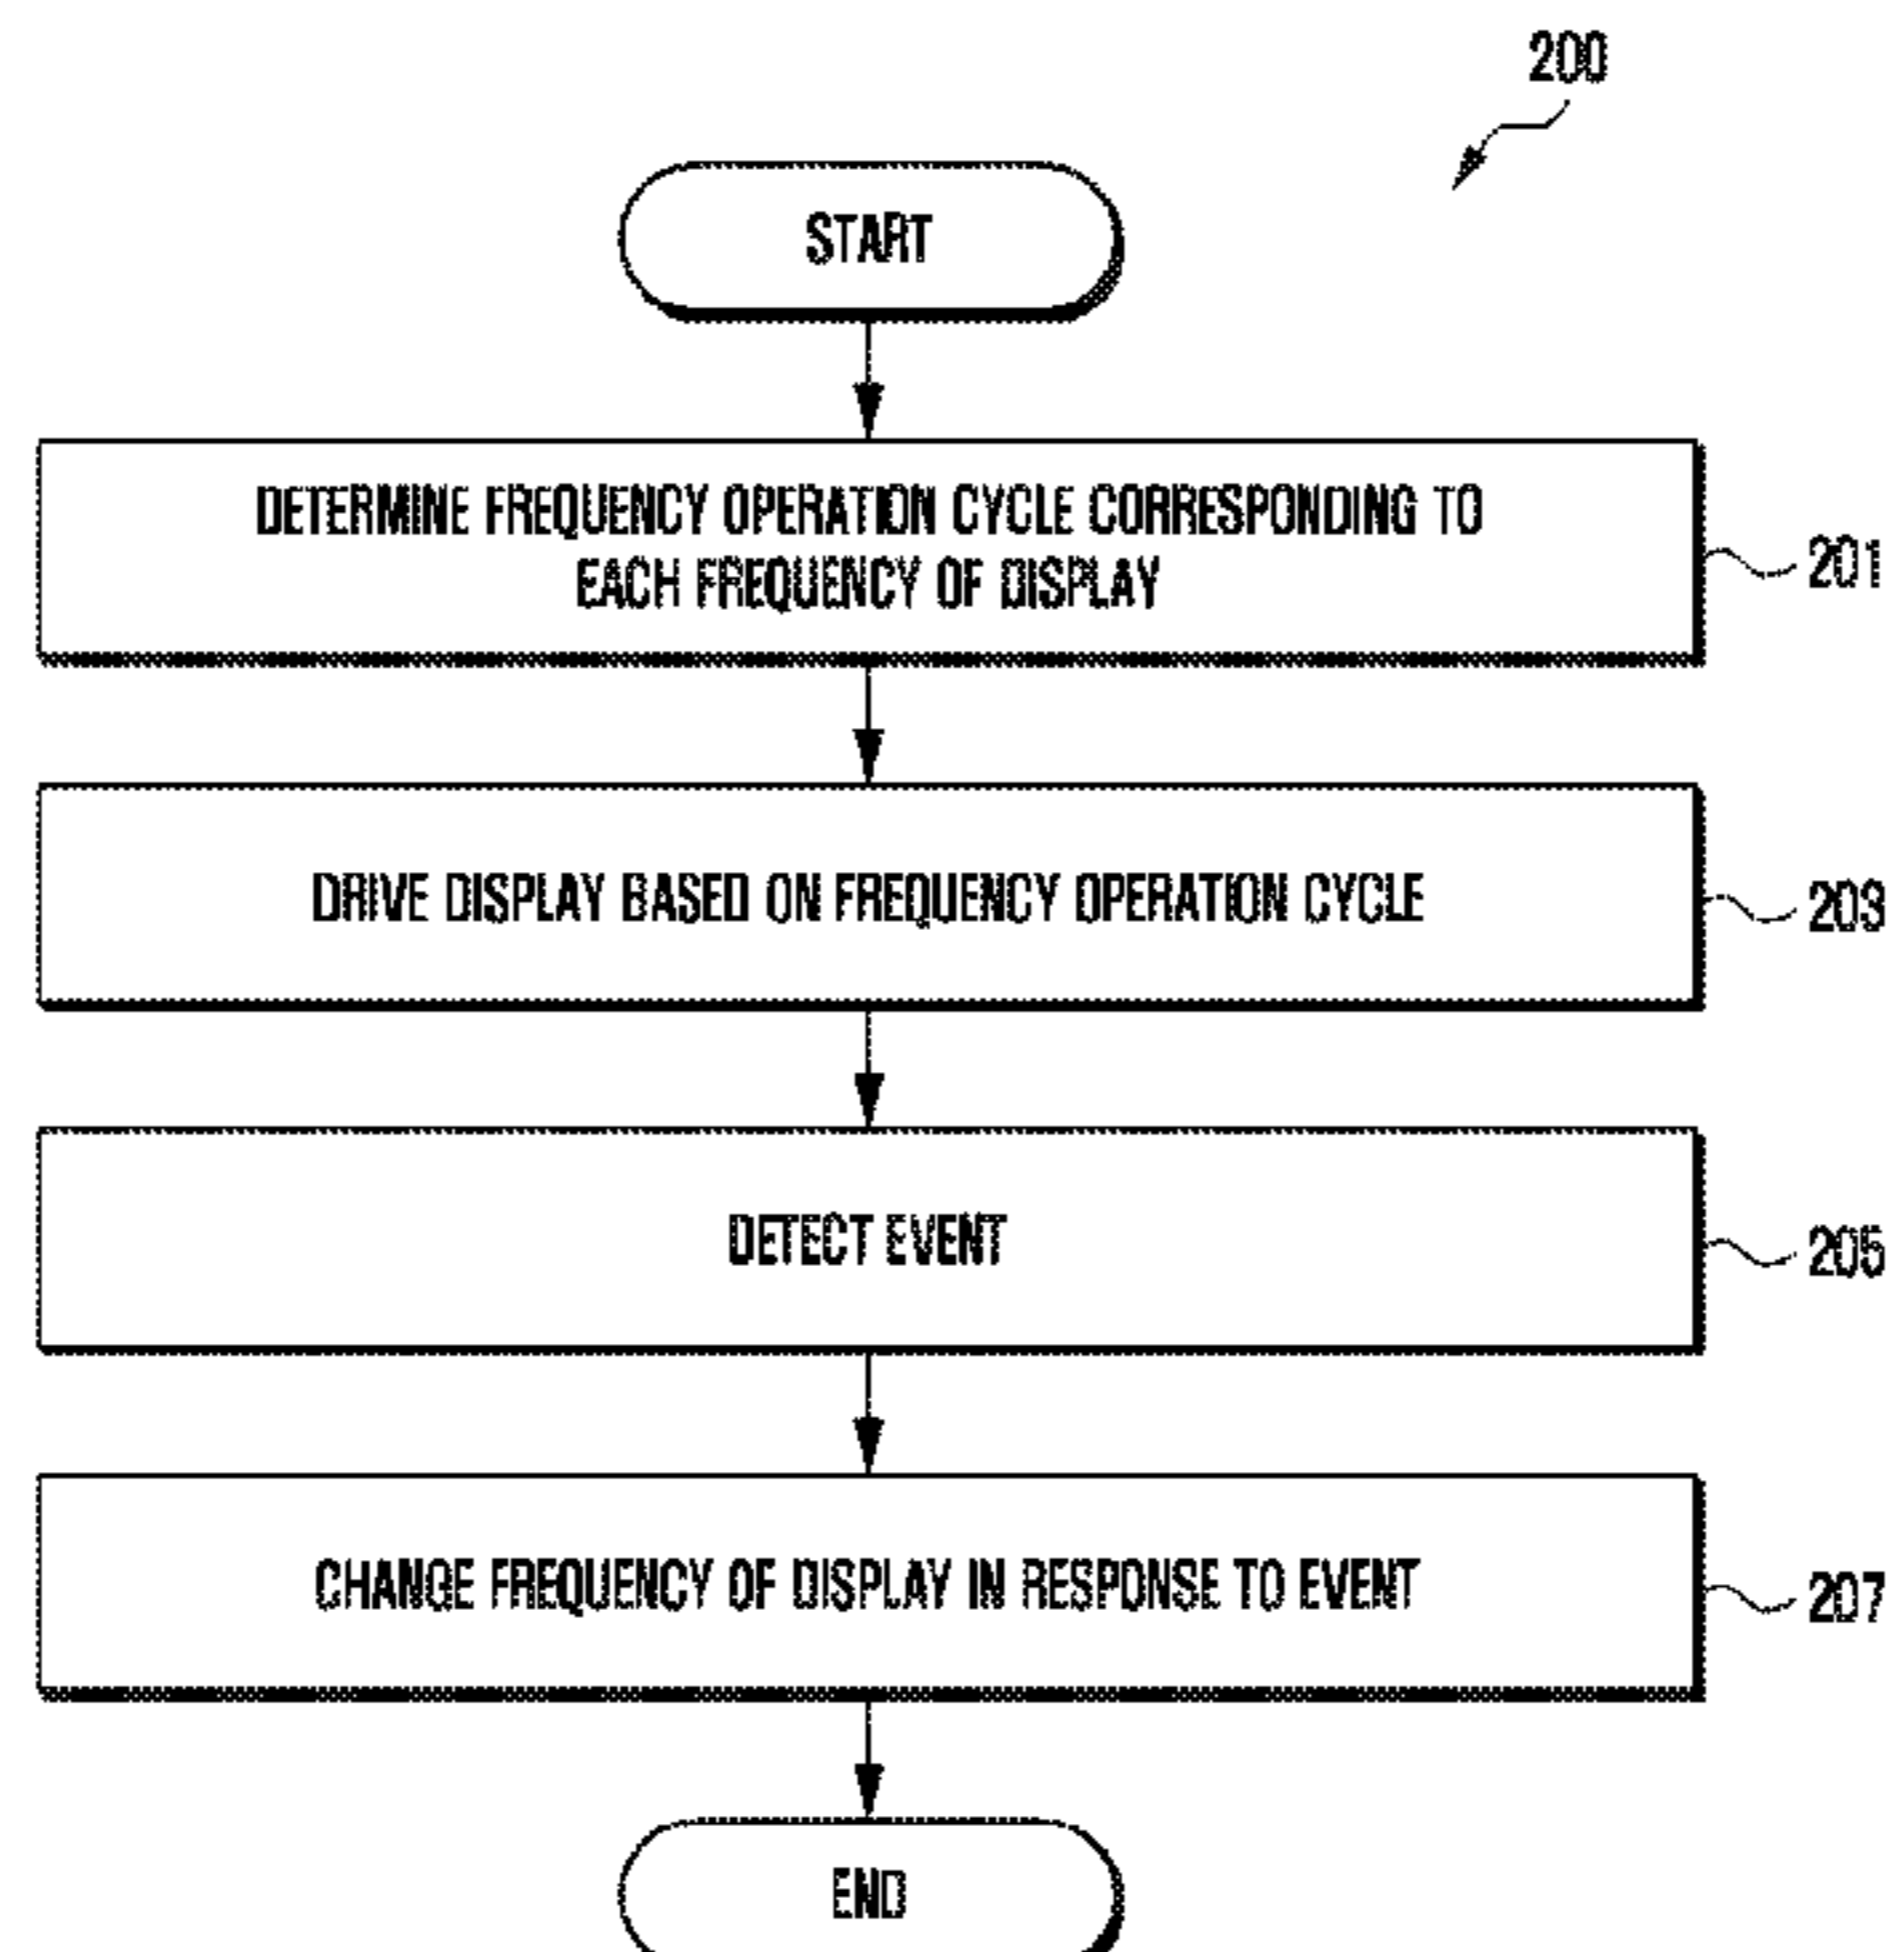 200
START
DETERMINE FREQUENCY OPERATION CYCLE CORRESPONDING TO
EACH FREQUENCY OF DISPLAY
201
DRIVE DISPLAY BASED ON FREQUENCY OPERATION CYCLE
203
DETECT EVENT
205
CHANGE FREQUENCY OF DISPLAY IN RESPONSE TO EVENT
207
END